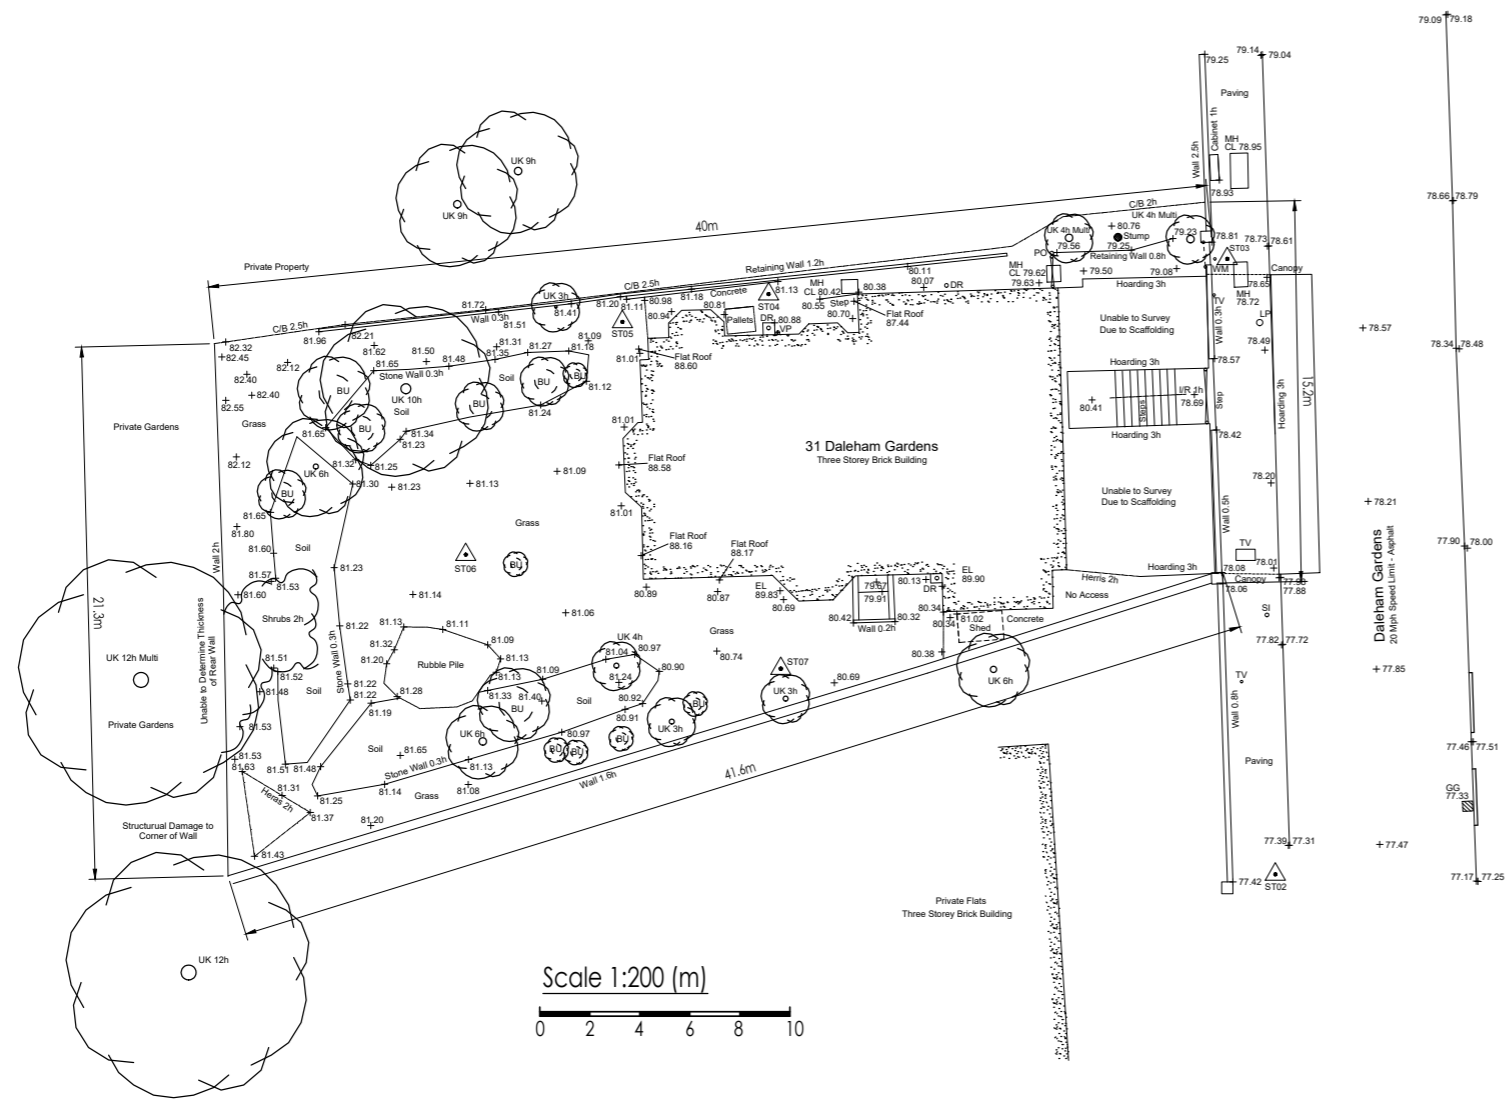 79.09 79.18
79.14 79.04
79.25
Paving
Cabinet 1h
MH
CL 78.95
Wall 2.5h
UK 9h
78.93
78.66 78.79
UK 9h
C/B 2h
UK 4h Multi
40m
80.76
Stump
UK 4h Multi
79.23
78.81
ST03
78.73 78.61
79.56
79.25
PO
Retaining Wall 0.8h
Private Property
Retaining Wall 1.2h
MH
CL 79.62
79.63
79.50
79.08
WM
Canopy
78.65
Hoarding 3h
MH
78.72
80.11
80.07
DR
C/B 2.5h
UK 3h
81.41
81.20
81.11
80.98
81.18
Concrete
81.13
ST04
MH
CL 80.42
80.55
80.38
Step
80.70
Flat Roof
87.44
81.72
Wall 0.3h
81.51
80.94
80.81
Pallets
DR
80.88
VP
ST05
TV
Wall 0.3h
LP
Unable to Survey
Due to Scaffolding
78.57
C/B 2.5h
81.96
82.21
81.62
81.50
81.31
81.27
81.09
81.18
81.01
Flat Roof
88.60
78.49
78.34 78.48
82.32
82.45
82.12
81.65
81.48
81.35
Stone Wall 0.3h
Soil
78.57
Hoarding 3h
82.40
82.40
BU
UK 10h
BU
BU
BU
81.12
I/R 1h
78.69
80.41
Steps
Step
Hoarding 3h
15.2m
82.55
Soil
81.24
Grass
Private Gardens
81.65
BU
81.34
81.23
81.01
78.42
Hoarding 3h
31 Daleham Gardens
Three Storey Brick Building
82.12
81.32
81.25
Flat Roof
88.58
UK 6h
81.30
81.23
81.13
81.09
78.20
BU
Unable to Survey
Due to Scaffolding
78.21
81.65
81.80
81.01
Grass
Wall 0.5h
Daleham Gardens
20 Mph Speed Limit - Asphalt
Wall 2h
81.60
Soil
ST06
BU
Flat Roof
88.16
Flat Roof
88.17
TV
77.90 78.00
81.57
81.53
81.23
81.60
81.14
80.89
80.87
EL
89.83
80.69
79.67
79.91
80.13
DR
EL
89.90
Herris 2h
Hoarding 3h
78.08
78.01
Canopy
77.98
77.88
78.06
No Access
21.3m
Unable to Determine Thickness
of Rear Wall
Shrubs 2h
81.22
Stone Wall 0.3h
81.13
81.11
81.06
Grass
80.42
Wall 0.2h
80.32
80.34
80.34
81.02
Shed
Concrete
SI
81.32
81.09
UK 4h
81.04
80.97
80.74
80.38
77.82 77.72
UK 12h Multi
81.51
81.52
81.20
Rubble Pile
81.13
81.13
81.09
81.24
80.90
ST07
80.69
UK 6h
77.85
81.48
Soil
81.22
81.22
81.28
81.33
81.40
Soil
80.92
UK 3h
TV
Wall 0.8h
81.19
BU
80.91
BU
Private Gardens
81.53
UK 6h
80.97
BU
UK 3h
77.46 77.51
81.53
81.63
81.51
81.48
Soil
81.65
BU
BU
Stone Wall 0.3h
81.13
41.6m
Paving
Heras 2h
81.31
81.25
81.14
Grass
81.08
Wall 1.6h
GG
77.33
81.37
Structurual Damage to
Corner of Wall
81.20
77.39 77.31
77.47
81.43
77.42
ST02
77.17 77.25
Private Flats
Three Storey Brick Building
UK 12h
Scale 1:200 (m)
0 2 4 6 8 10